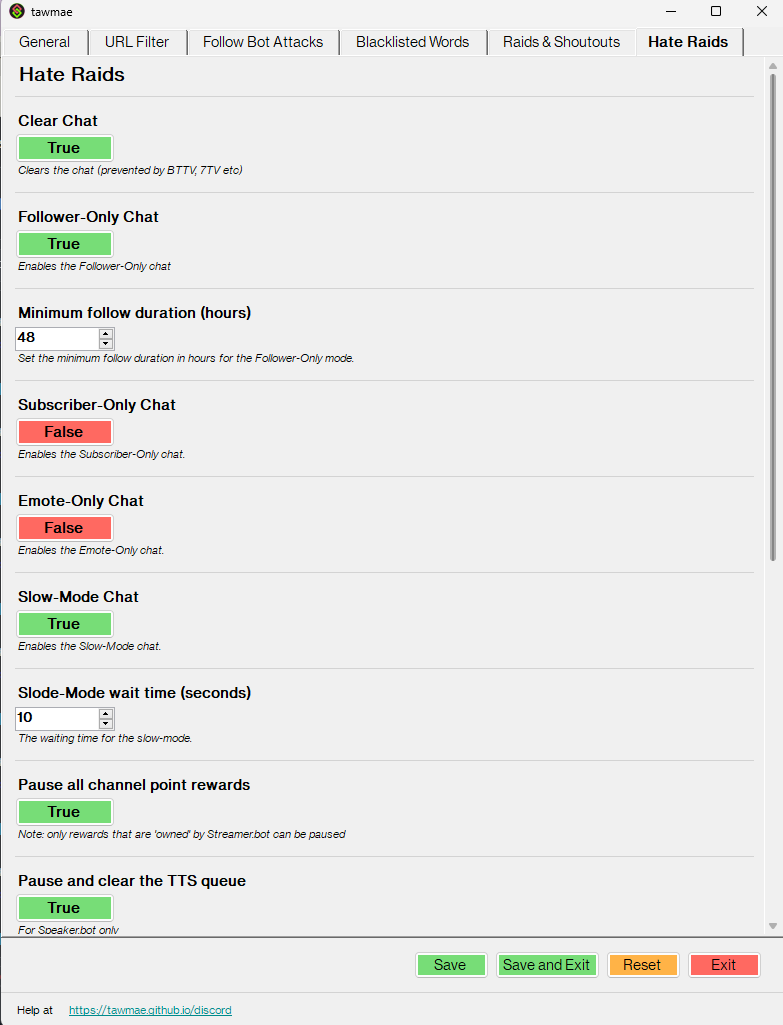 tawmae
General
URL Filter
Follow Bot Attacks
Blacklisted Words
Raids & Shoutouts
Hate Raids
Hate Raids
Clear Chat
True
Clears the chat (prevented by BTTV, 7TV etc)
Follower-Only Chat
True
Enables the Follower-Only chat
Minimum follow duration (hours)
48
Set the minimum follow duration in hours for the Follower-Only mode.
Subscriber-Only Chat
False
Enables the Subscriber-Only chat.
Emote-Only Chat
False
Enables the Emote-Only chat.
Slow-Mode Chat
True
Enables the Slow-Mode chat.
Slode-Mode wait time (seconds)
10
The waiting time for the slow-mode.
Pause all channel point rewards
True
Note: only rewards that are 'owned' by Streamer.bot can be paused
Pause and clear the TTS queue
True
For Speaker.bot only
Save
Save and Exit
Reset
Exit
Help at https://tawmae.github.io/discord